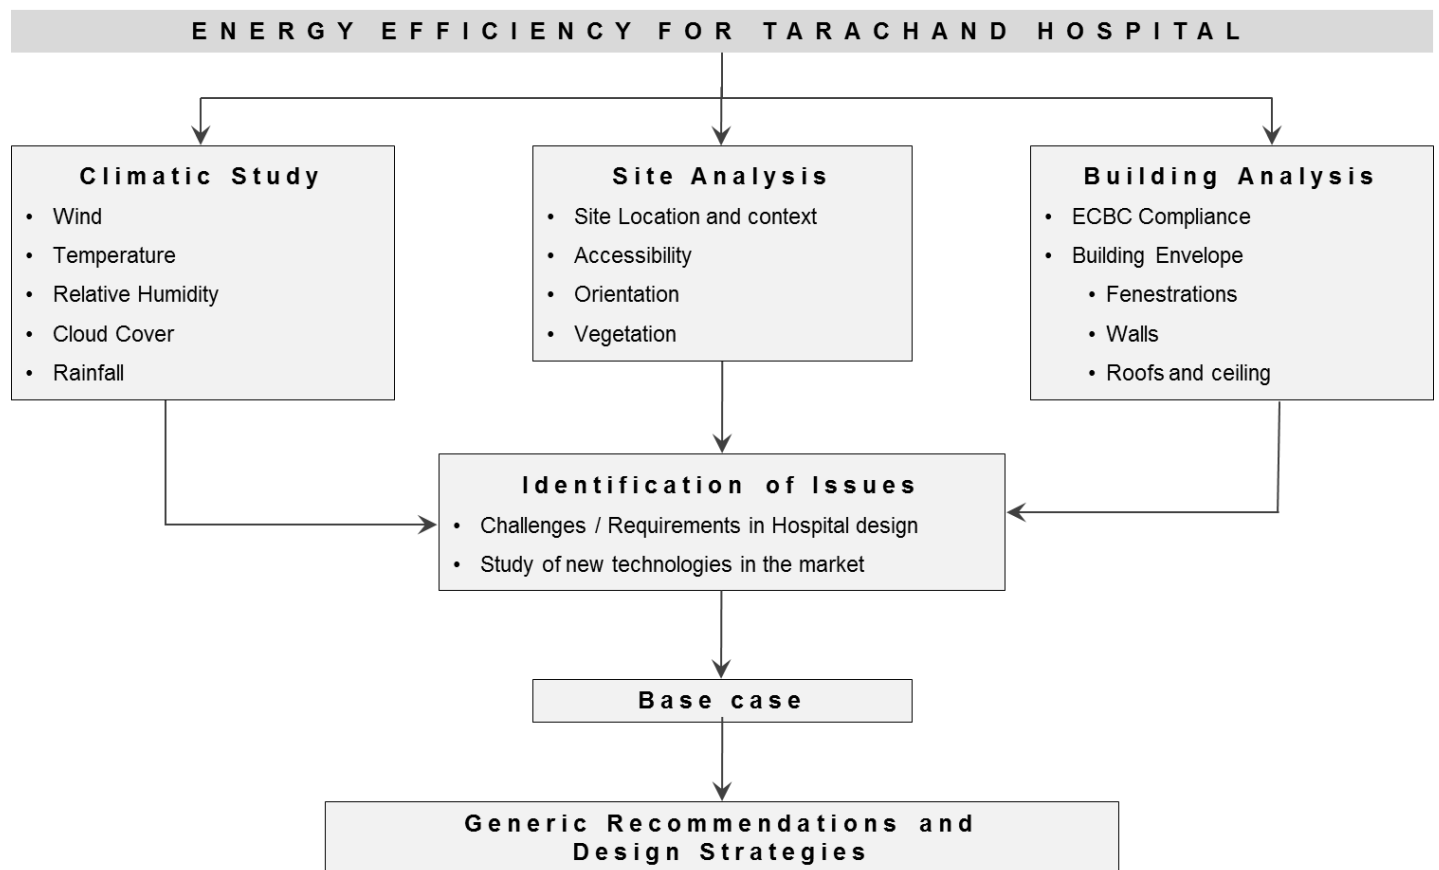 ENERGY EFFICIENCY FOR TARACHAND HOSPITAL
Climatic Study
• Wind
• Temperature
• Relative Humidity
• Cloud Cover
• Rainfall
Site Analysis
• Site Location and context
• Accessibility
• Orientation
• Vegetation
Building Analysis
• ECBC Compliance
• Building Envelope
• Fenestrations
• Walls
• Roofs and ceiling
Identification of Issues
• Challenges / Requirements in Hospital design
• Study of new technologies in the market
Base case
Generic Recommendations and
Design Strategies